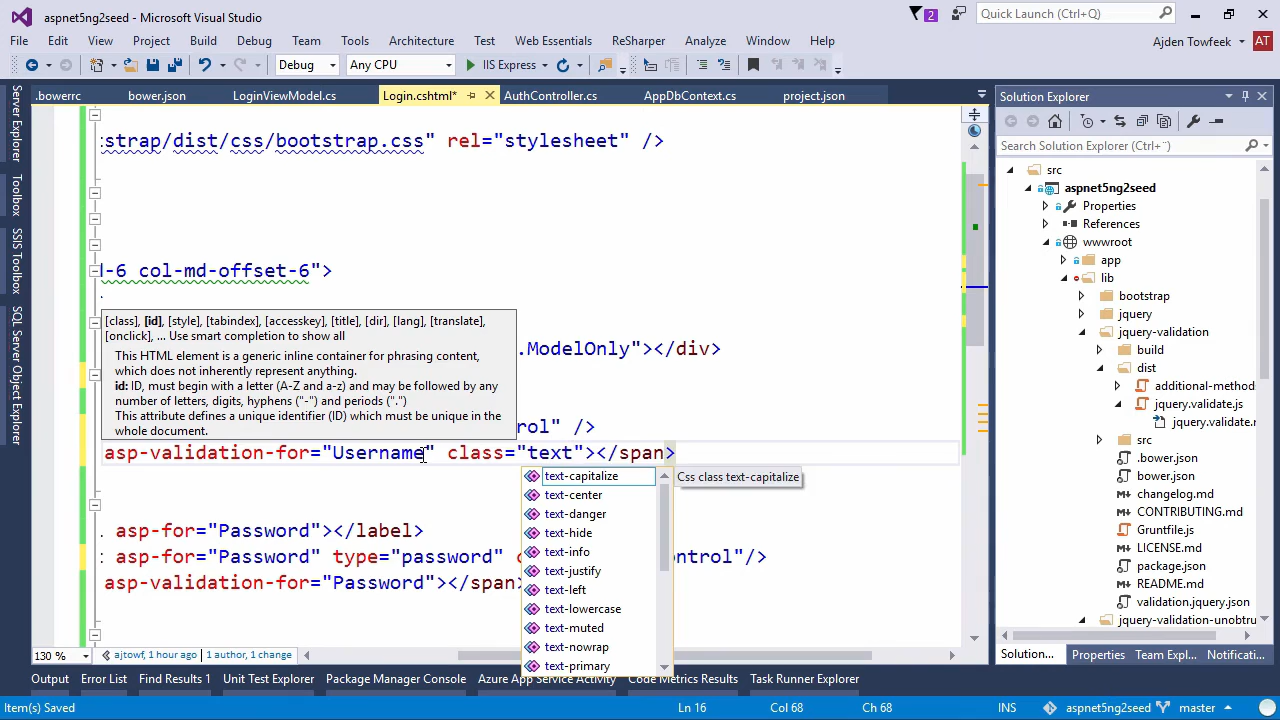 aspnet5ng2seed - Microsoft Visual Studio
2
Quick Launch (Ctrl+Q)
File Edit View Project Build Debug Team Tools Architecture Test Web Essentials ReSharper Analyze Window Help
Ajden Towfeek AT
Debug Any CPU IIS Express
.bowerrc bower.json LoginViewModel.cs Login.cshtml* AuthController.cs AppDbContext.cs project.json
Server Explorer
Toolbox
SSIS Toolbox
SQL Server Object Explorer
:strap/dist/css/bootstrap.css" rel="stylesheet" />
l-6 col-md-offset-6">
[class], [id], [style], [tabindex], [accesskey], [title], [dir], [lang], [translate],
[onclick], ... Use smart completion to show all
This HTML element is a generic inline container for phrasing content,
which does not inherently represent anything.
id: ID, must begin with a letter (A-Z and a-z) and may be followed by any
number of letters, digits, hyphens ("-") and periods (".")
This attribute defines a unique identifier (ID) which must be unique in the
whole document.
.ModelOnly"></div>
ol" />
asp-validation-for="Username" class="text"></span>
text-capitalize
text-center
text-danger
text-hide
text-info
text-justify
text-left
text-lowercase
text-muted
text-nowrap
text-primary
Css class text-capitalize
asp-for="Password"></label>
asp-for="Password" type="password" c
ontrol"/>
asp-validation-for="Password"></span>
130 % ajtowf, 1 hour ago 1 author, 1 change
Solution Explorer
Search Solution Explorer (Ctrl+¨)
src
aspnet5ng2seed
Properties
References
wwwroot
app
lib
bootstrap
jquery
jquery-validation
build
dist
additional-method
jquery.validate.js
jquery.validate.
src
.bower.json
bower.json
changelog.md
CONTRIBUTING.md
Gruntfile.js
LICENSE.md
package.json
README.md
validation.jquery.json
jquery-validation-unobtru
Solution... Properties Team Expl... Notificati...
Output Error List Find Results 1 Unit Test Explorer Package Manager Console Azure App Service Activity Code Metrics Results Task Runner Explorer
Item(s) Saved Ln 16 Col 68 Ch 68 INS aspnet5ng2seed master